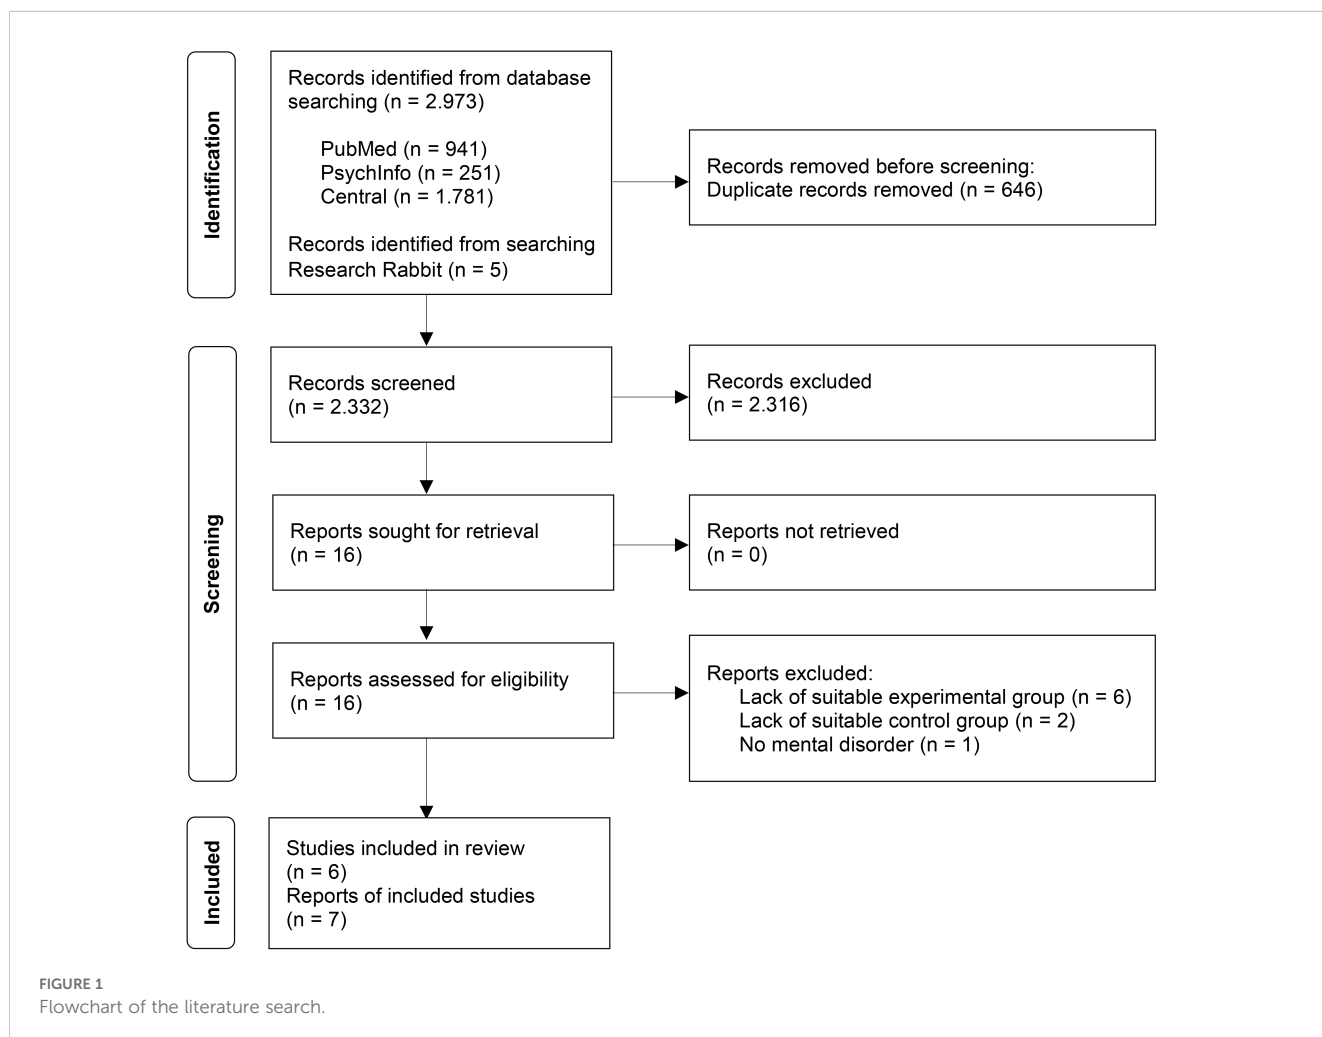 Identification
Records identified from database
searching (n = 2.973)
PubMed (n = 941)
PsychInfo (n = 251)
Central (n = 1.781)
Records identified from searching
Research Rabbit (n = 5)
Records removed before screening:
Duplicate records removed (n = 646)
Screening
Records screened
(n = 2.332)
Records excluded
(n = 2.316)
Reports sought for retrieval
(n = 16)
Reports not retrieved
(n = 0)
Reports assessed for eligibility
(n = 16)
Reports excluded:
Lack of suitable experimental group (n = 6)
Lack of suitable control group (n = 2)
No mental disorder (n = 1)
Included
Studies included in review
(n = 6)
Reports of included studies
(n = 7)
FIGURE 1
Flowchart of the literature search.